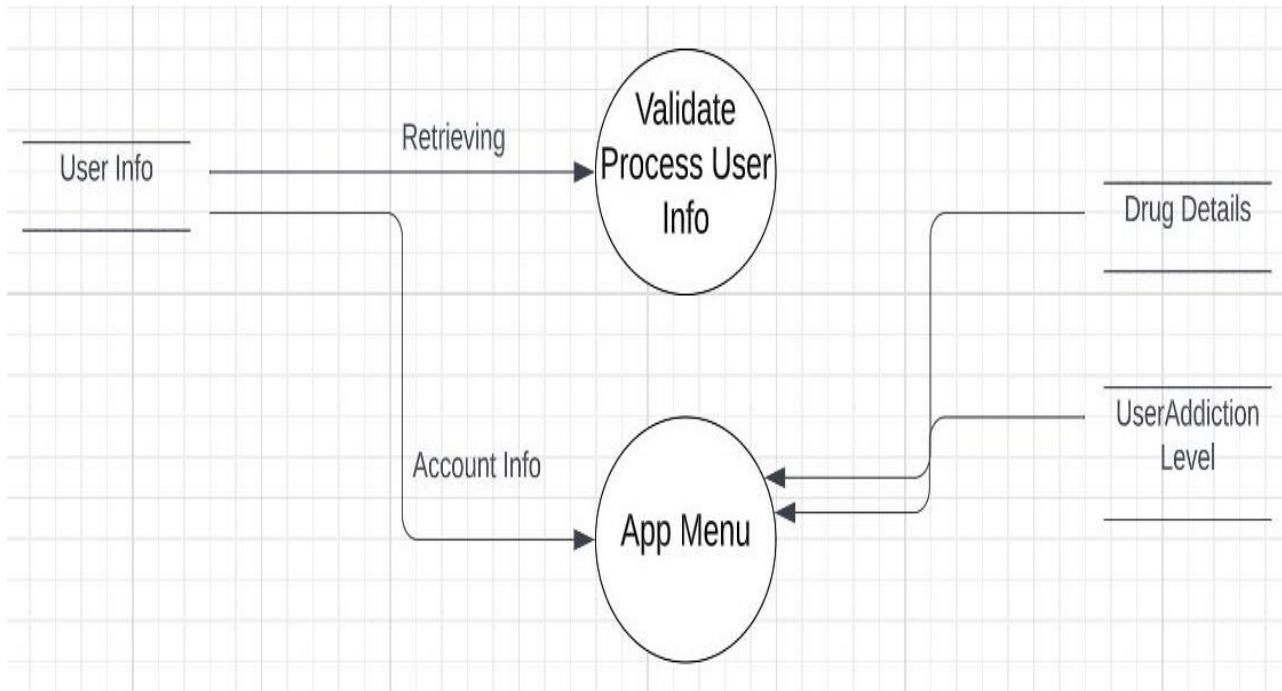 User Info
Retrieving
Validate
Process User
Info
Drug Details
UserAddiction
Level
Account Info
App Menu